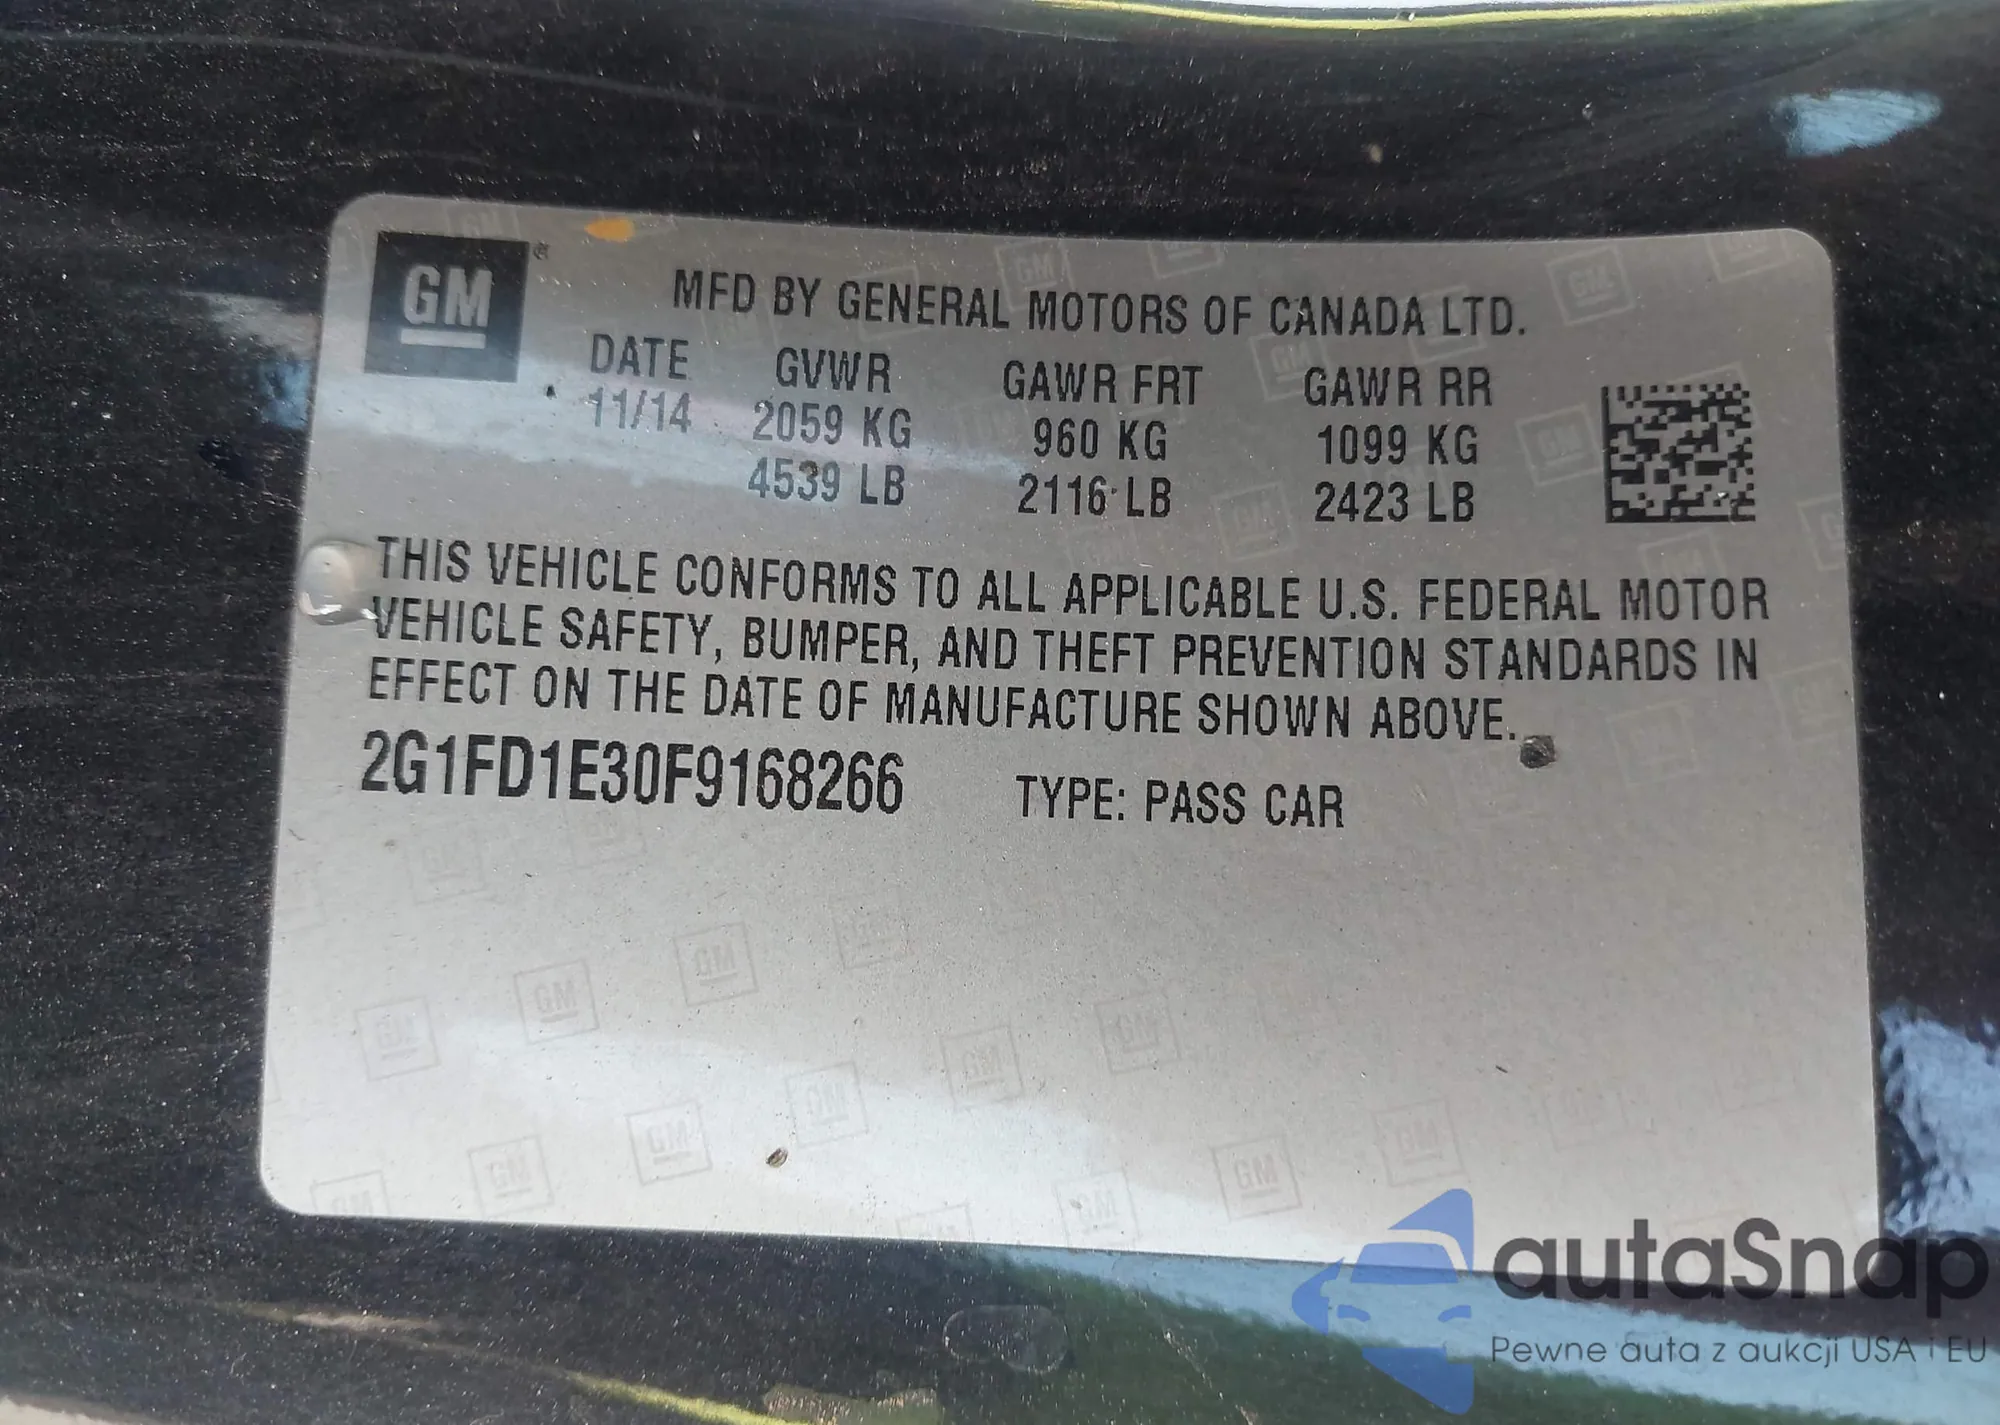 GM
MFD BY GENERAL MOTORS OF CANADA LTD.
DATE GVWR GAWR FRT GAWR RR
11/14 2059 KG 960 KG 1099 KG
4539 LB 2116 LB 2423 LB
THIS VEHICLE CONFORMS TO ALL APPLICABLE U.S. FEDERAL MOTOR
VEHICLE SAFETY, BUMPER, AND THEFT PREVENTION STANDARDS IN
EFFECT ON THE DATE OF MANUFACTURE SHOWN ABOVE.
2G1FD1E30F9168266 TYPE: PASS CAR
autaSnap
Pewne auta z aukcji USA i EU